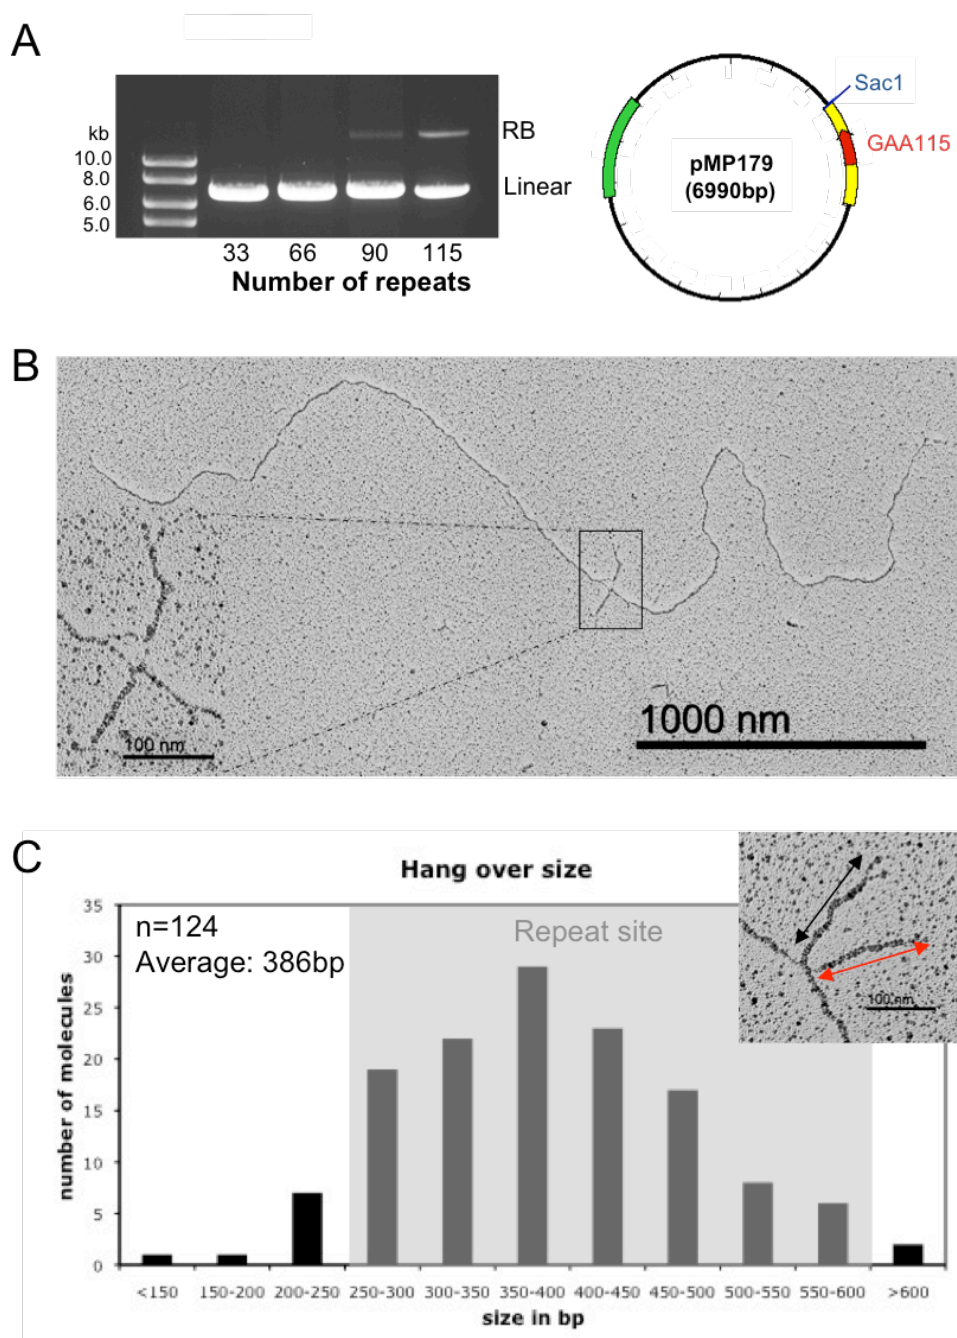 A
kb
10.0
8.0
6.0
5.0
RB
Linear
33 66 90 115
Number of repeats
Sac1
GAA115
pMP179
(6990bp)
B
1000 nm
100 nm
C
Hang over size
n=124
Average: 386bp
Repeat site
100 nm
number of molecules
35
30
25
20
15
10
5
0
<150 150-200 200-250 250-300 300-350 350-400 400-450 450-500 500-550 550-600 >600
size in bp